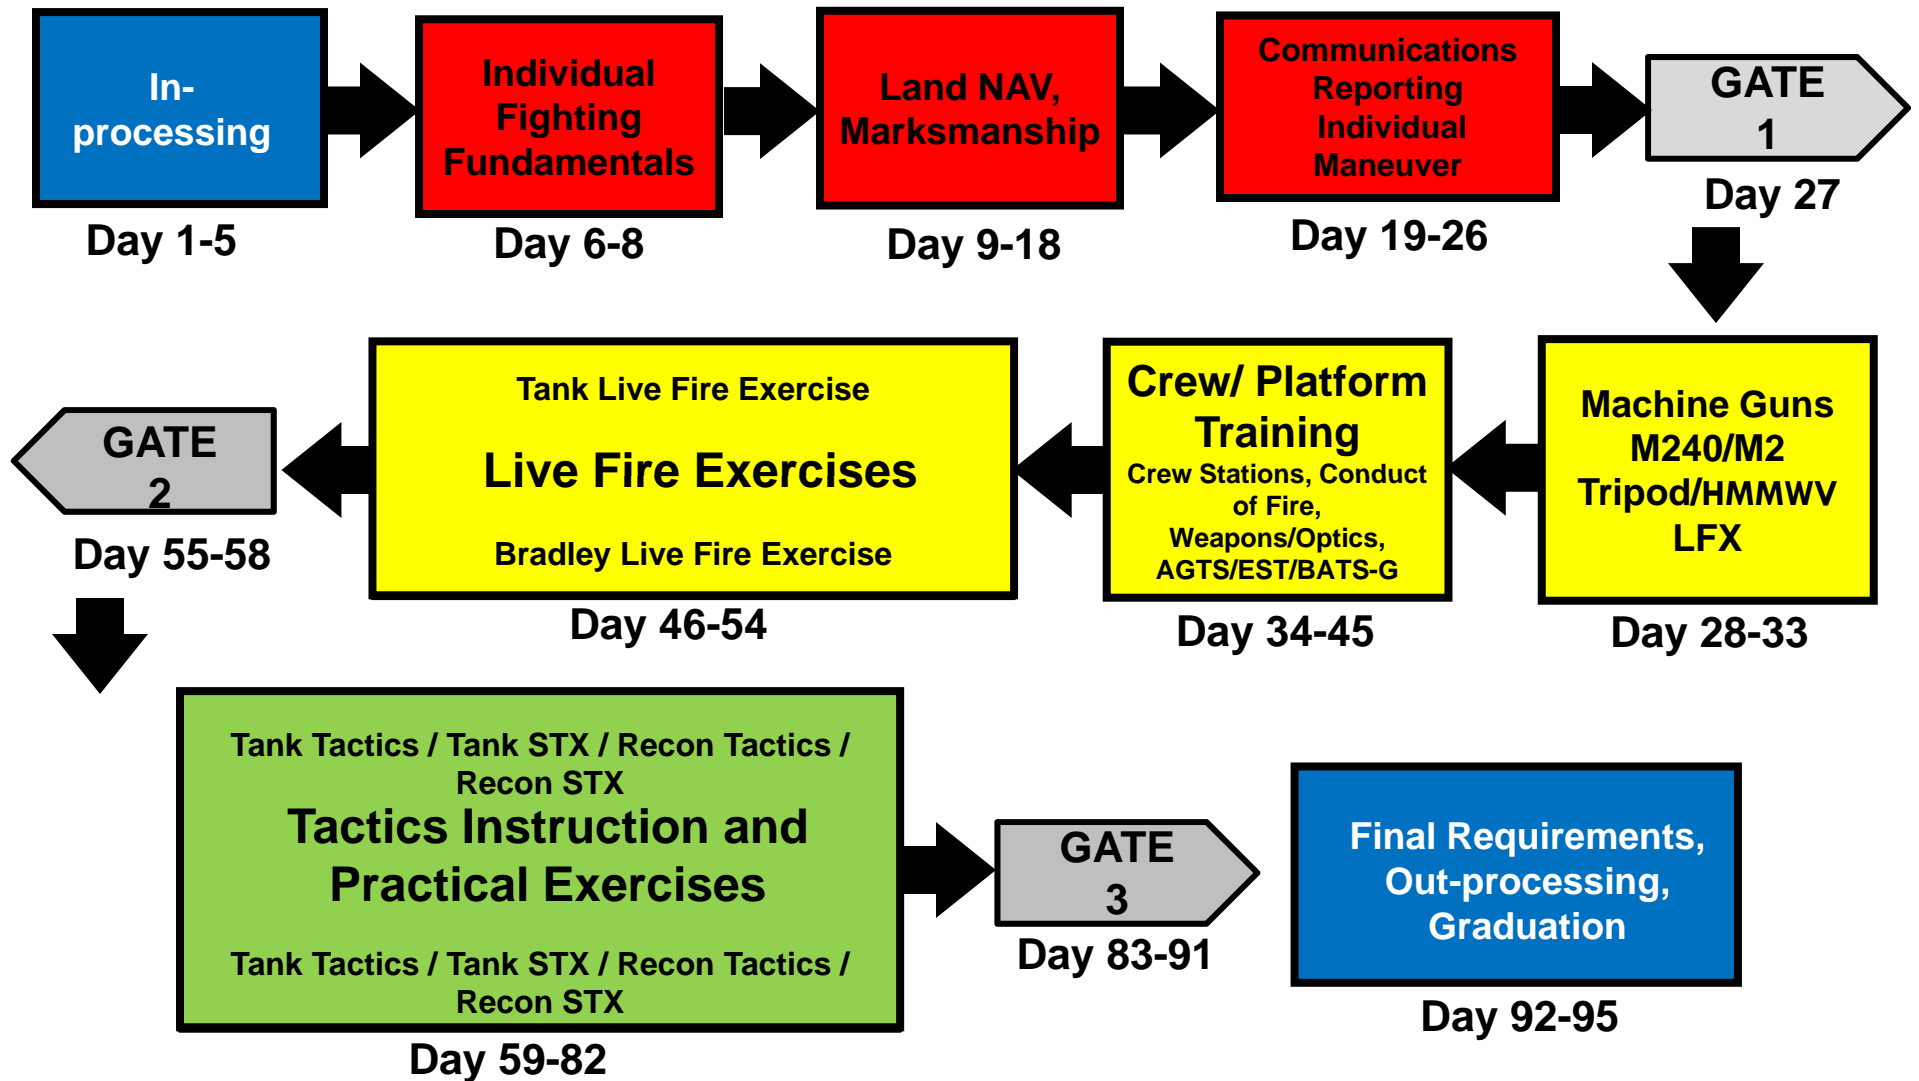 In-
processing
Day 1-5
Individual
Fighting
Fundamentals
Day 6-8
Land NAV,
Marksmanship
Day 9-18
Communications
Reporting
Individual
Maneuver
Day 19-26
GATE
1
Day 27
Machine Guns
M240/M2
Tripod/HMMWV
LFX
Day 28-33
Crew/ Platform
Training
Crew Stations, Conduct
of Fire,
Weapons/Optics,
AGTS/EST/BATS-G
Day 34-45
Tank Live Fire Exercise
Live Fire Exercises
Bradley Live Fire Exercise
Day 46-54
GATE
2
Day 55-58
Tank Tactics / Tank STX / Recon Tactics /
Recon STX
Tactics Instruction and
Practical Exercises
Tank Tactics / Tank STX / Recon Tactics /
Recon STX
Day 59-82
GATE
3
Day 83-91
Final Requirements,
Out-processing,
Graduation
Day 92-95